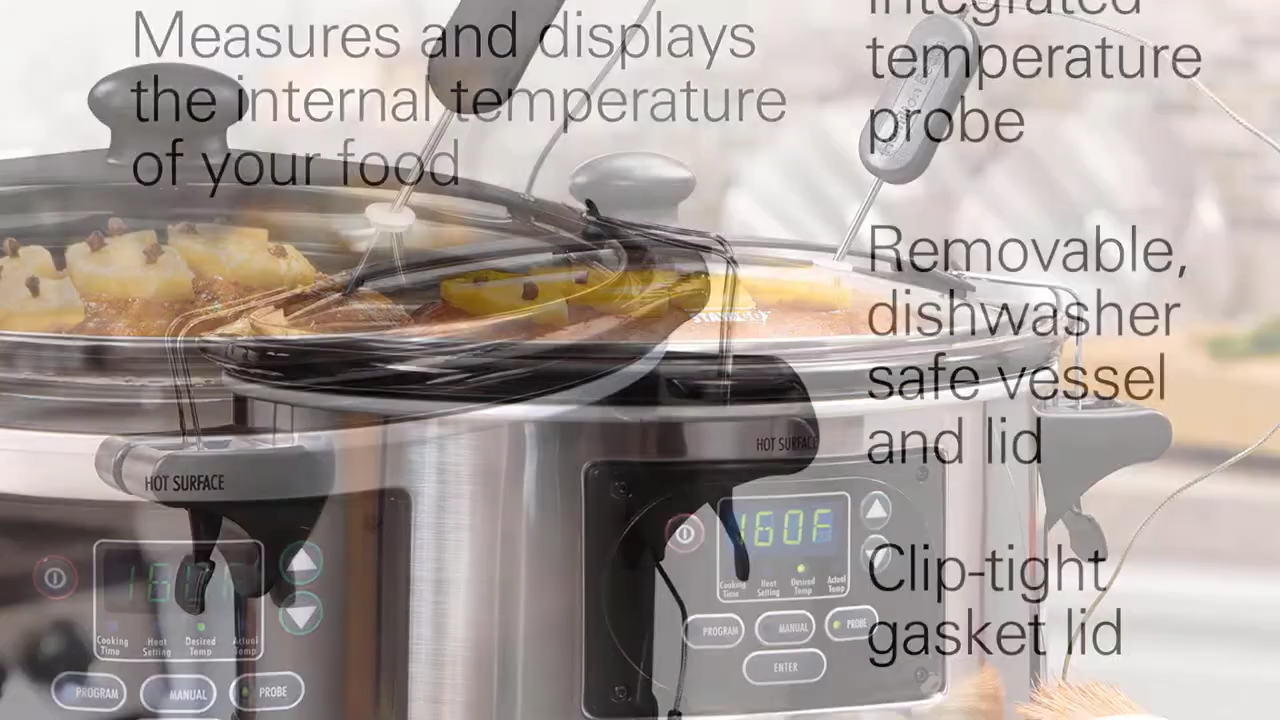 Measures and displays
the internal temperature
of your food
Integrated
temperature
probe
Removable,
dishwasher
safe vessel
and lid
Clip-tight
gasket lid
HOT SURFACE
HOT SURFACE
160F
Cooking Time
Heat Setting
Desired Temp
Actual Temp
PROGRAM
MANUAL
PROBE
ENTER
Cooking Time
Heat Setting
Desired Temp
Actual Temp
PROGRAM
MANUAL
PROBE